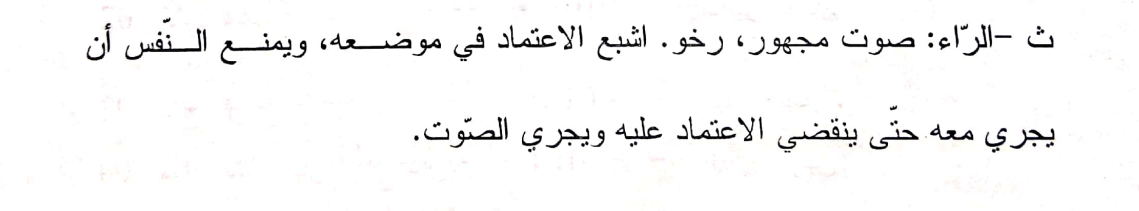 ث -الرّاء: صوت مجهور، رخو. اشبع الاعتماد في موضعه، ويمنع النّفس أن
يجري معه حتّى ينقضي الاعتماد عليه ويجري الصّوت.